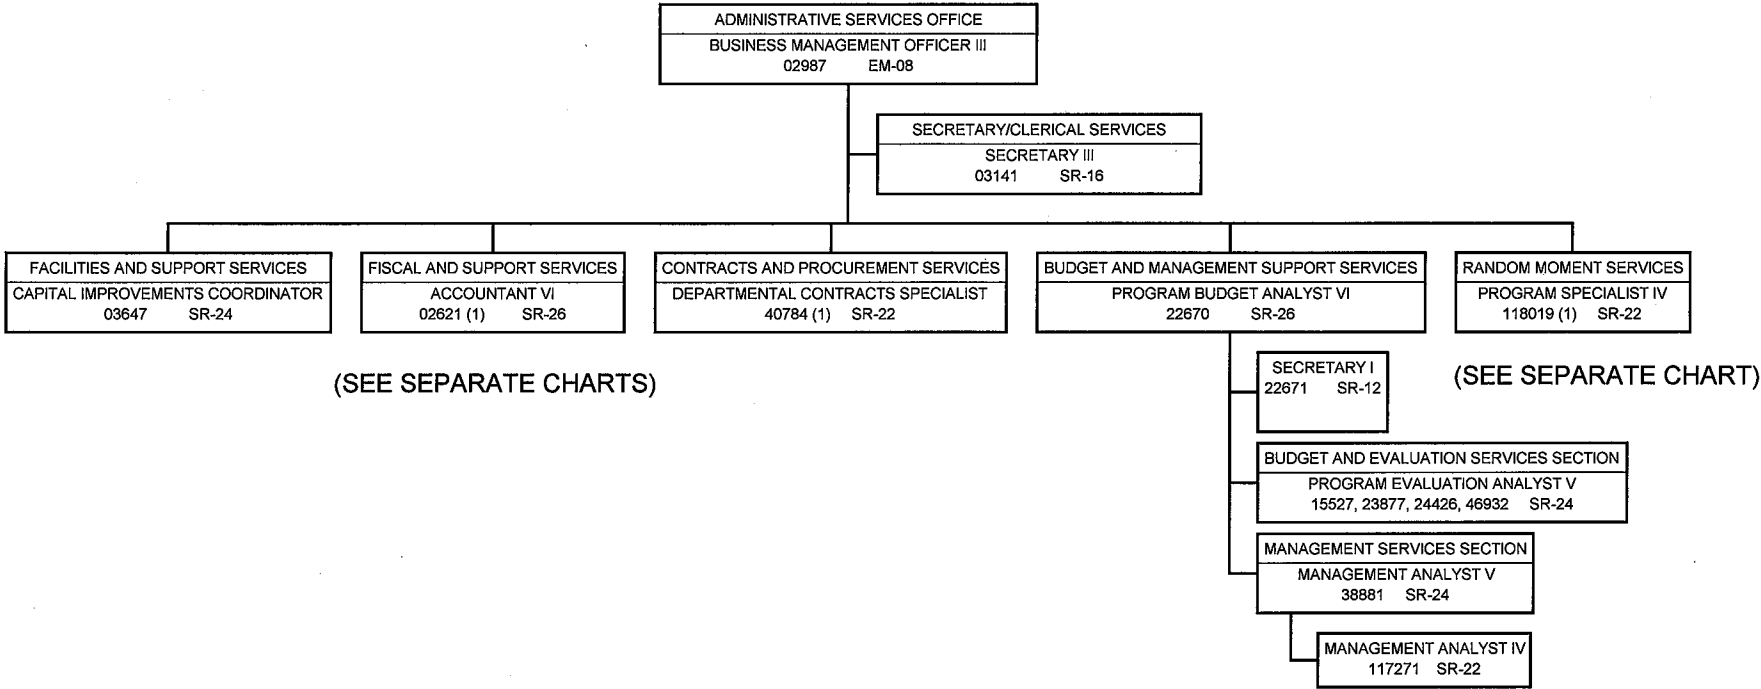 ADMINISTRATIVE SERVICES OFFICE
BUSINESS MANAGEMENT OFFICER III
02987 EM-08
SECRETARY/CLERICAL SERVICES
SECRETARY III
03141 SR-16
FACILITIES AND SUPPORT SERVICES
CAPITAL IMPROVEMENTS COORDINATOR
03647 SR-24
FISCAL AND SUPPORT SERVICES
ACCOUNTANT VI
02621 (1) SR-26
CONTRACTS AND PROCUREMENT SERVICES
DEPARTMENTAL CONTRACTS SPECIALIST
40784 (1) SR-22
BUDGET AND MANAGEMENT SUPPORT SERVICES
PROGRAM BUDGET ANALYST VI
22670 SR-26
RANDOM MOMENT SERVICES
PROGRAM SPECIALIST IV
118019 (1) SR-22
(SEE SEPARATE CHARTS)
(SEE SEPARATE CHART)
SECRETARY I
22671 SR-12
BUDGET AND EVALUATION SERVICES SECTION
PROGRAM EVALUATION ANALYST V
15527, 23877, 24426, 46932 SR-24
MANAGEMENT SERVICES SECTION
MANAGEMENT ANALYST V
38881 SR-24
MANAGEMENT ANALYST IV
117271 SR-22